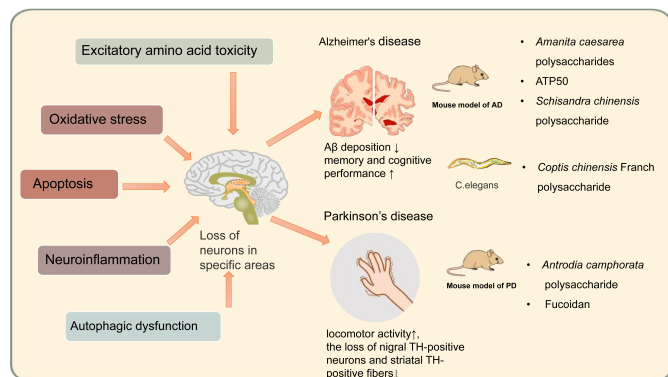 Excitatory amino acid toxicity
Oxidative stress
Apoptosis
Neuroinflammation
Autophagic dysfunction
Loss of
neurons in
specific areas
Alzheimer's disease
Aβ deposition ↓
memory and cognitive
performance ↑
Mouse model of AD
• Amanita caesarea
polysaccharides
• ATP50
• Schisandra chinensis
polysaccharide
C.elegans
• Coptis chinensis Franch
polysaccharide
Parkinson's disease
locomotor activity↑,
the loss of nigral TH-positive
neurons and striatal TH-
positive fibers↓
Mouse model of PD
• Antrodia camphorata
polysaccharide
• Fucoidan